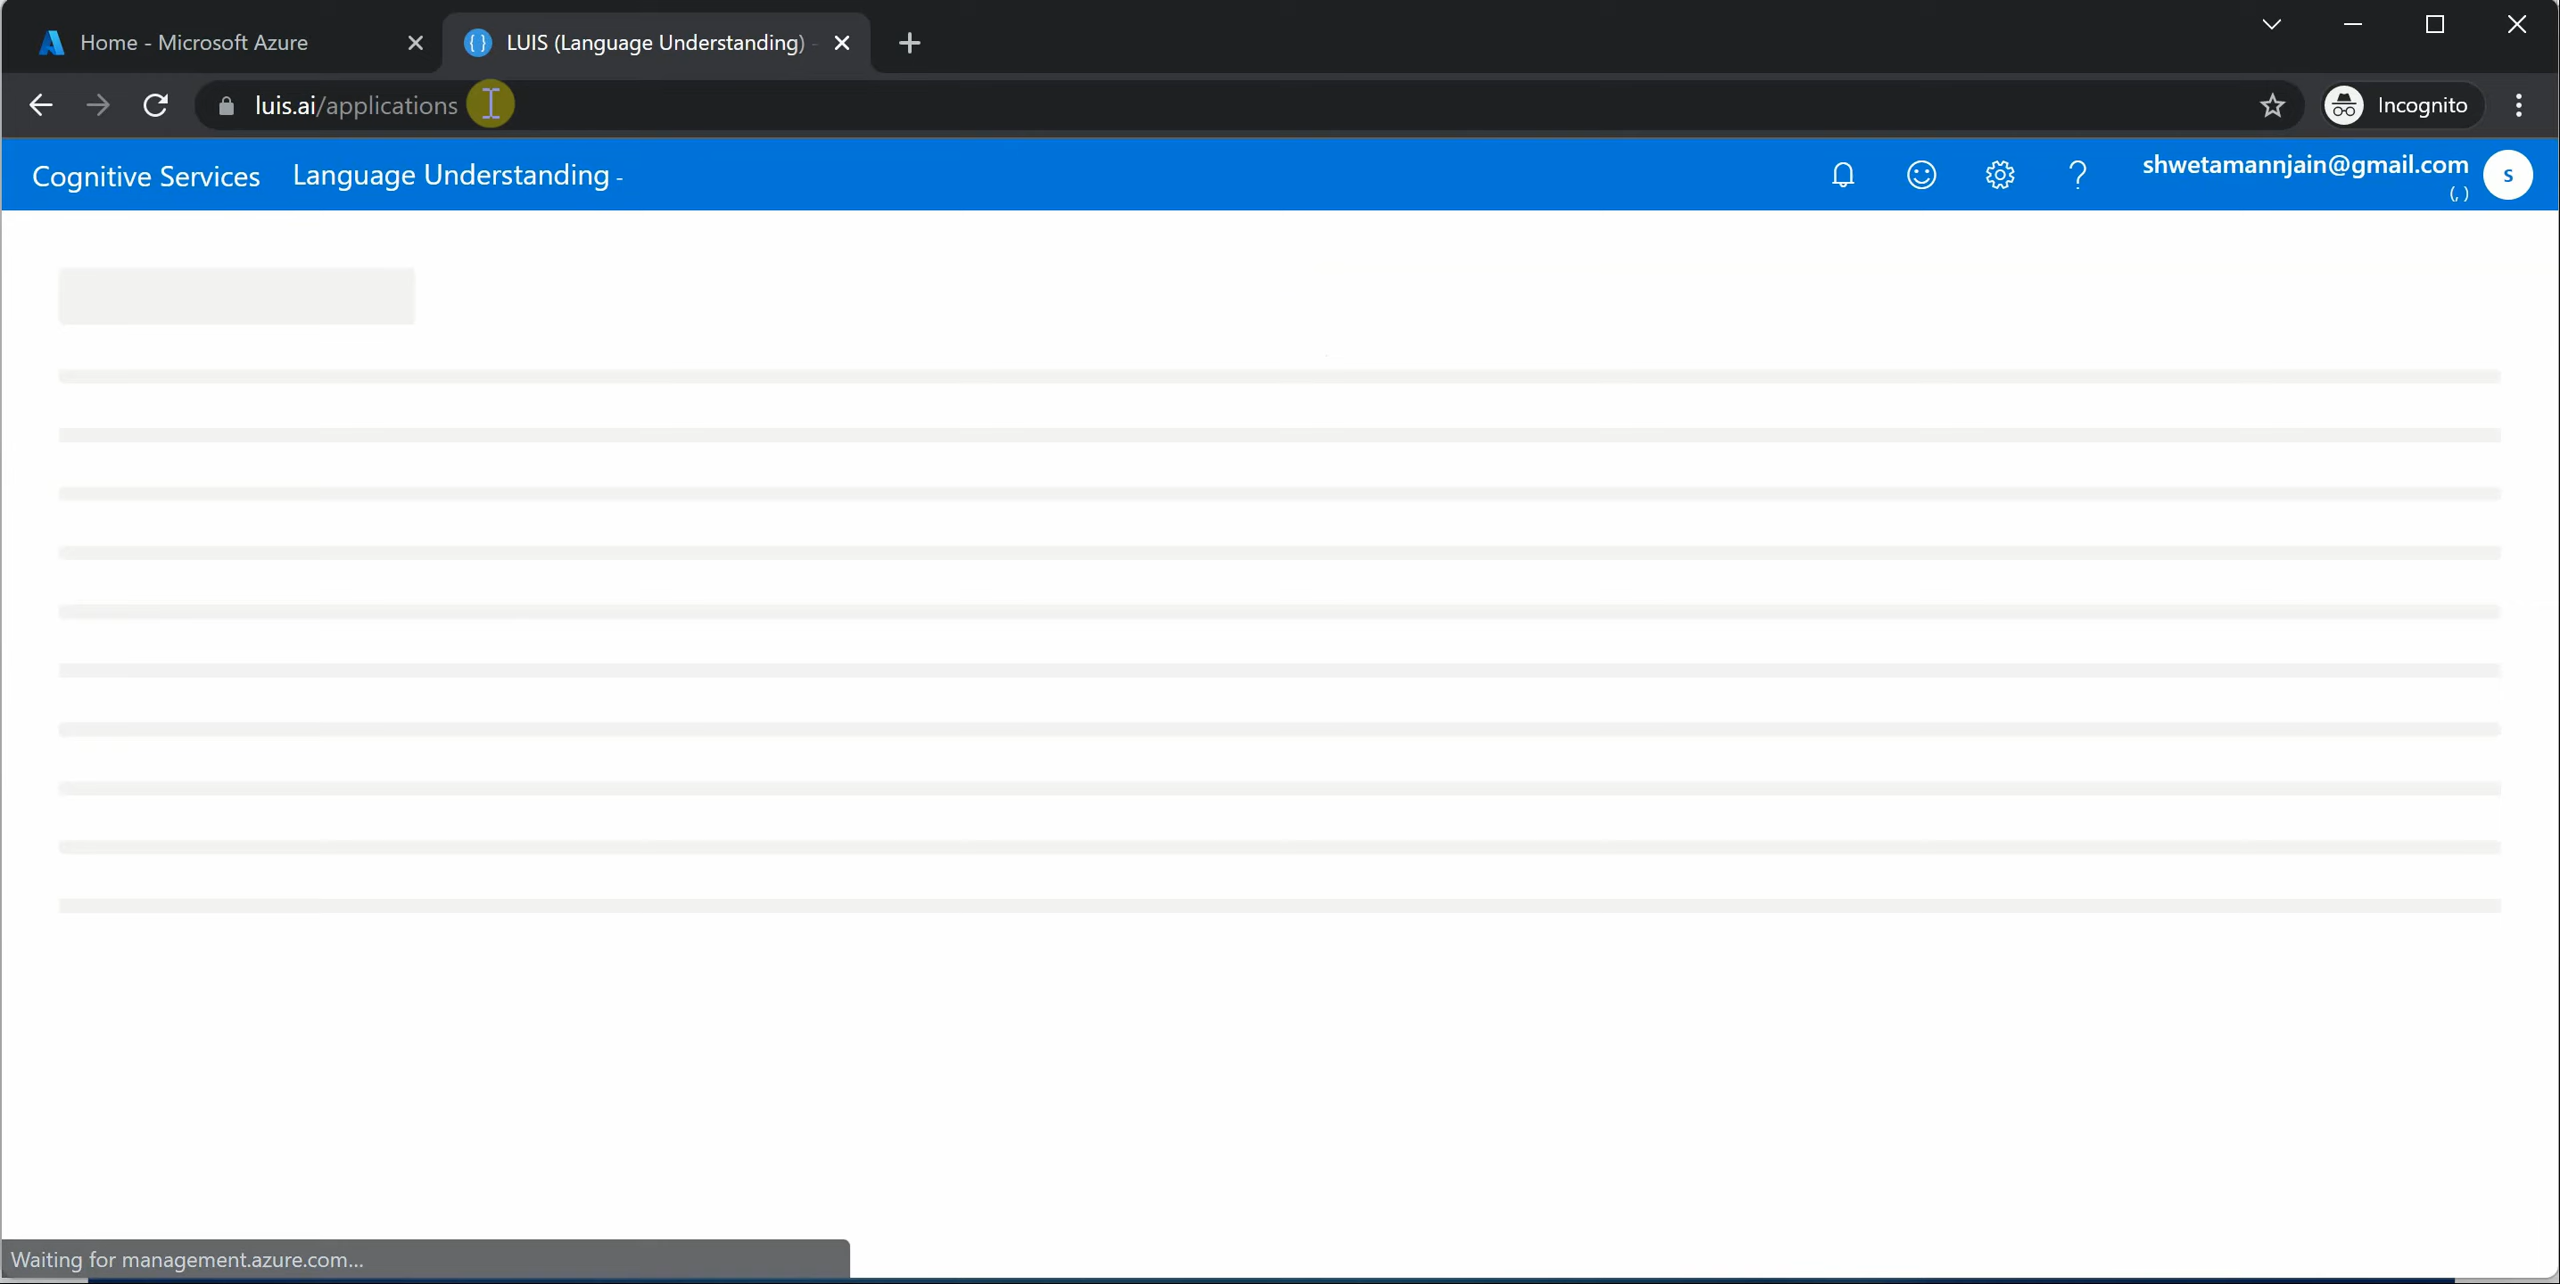 Home - Microsoft Azure
LUIS (Language Understanding) -
luis.ai/applications
Incognito
Cognitive Services
Language Understanding -
shwetamannjain@gmail.com
(, )
S
Waiting for management.azure.com...